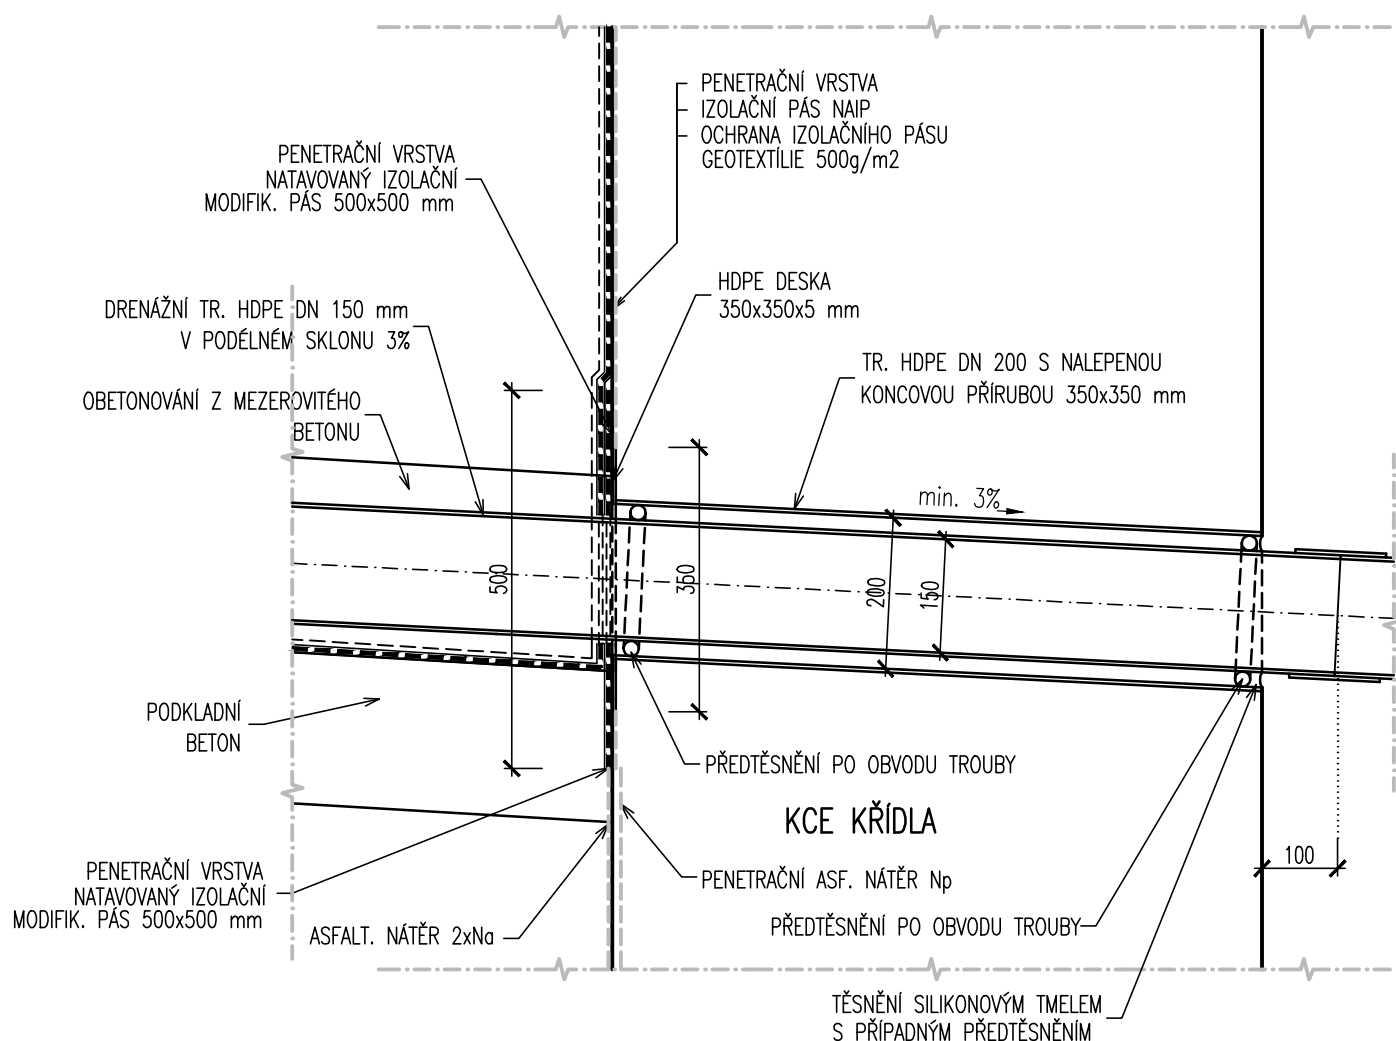 PENETRAČNÍ VRSTVA
IZOLAČNÍ PÁS NAIP
OCHRANA IZOLAČNÍHO PÁSU
GEOTEXTÍLIE 500g/m2
PENETRAČNÍ VRSTVA
NATAVOVANÝ IZOLAČNÍ
MODIFIK. PÁS 500x500 mm
HDPE DESKA
350x350x5 mm
DRENÁŽNÍ TR. HDPE DN 150 mm
V PODÉLNÉM SKLONU 3%
TR. HDPE DN 200 S NALEPENOU
KONCOVOU PŘÍRUBOU 350x350 mm
OBETONOVÁNÍ Z MEZEROVITÉHO
BETONU
min. 3%
500
350
200
150
PODKLADNÍ
BETON
PŘEDTĚSNĚNÍ PO OBVODU TROUBY
KCE KŘÍDLA
100
PENETRAČNÍ VRSTVA
NATAVOVANÝ IZOLAČNÍ
MODIFIK. PÁS 500x500 mm
PENETRAČNÍ ASF. NÁTĚR Np
ASFALT. NÁTĚR 2xNa
PŘEDTĚSNĚNÍ PO OBVODU TROUBY
TĚSNĚNÍ SILIKONOVÝM TMELEM
S PŘÍPADNÝM PŘEDTĚSNĚNÍM